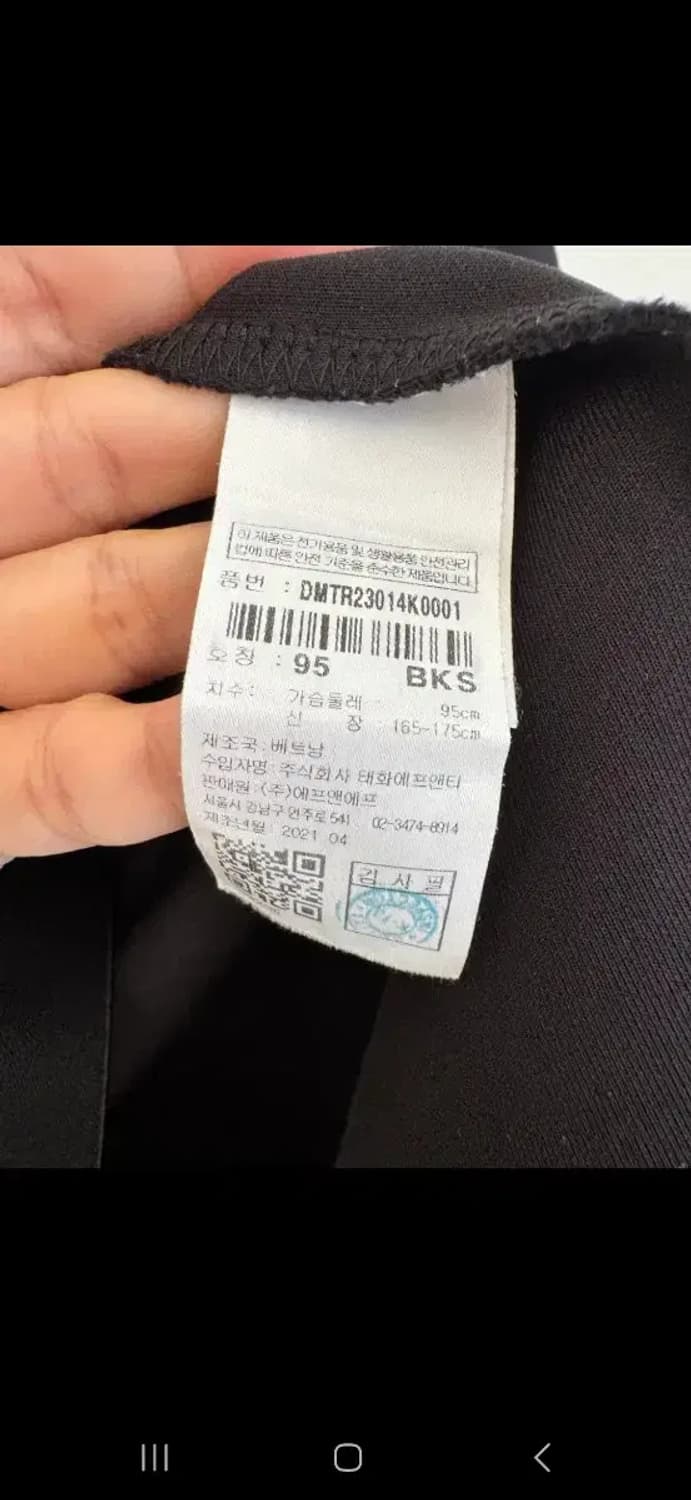 이 제품은 전기용품 및 생활용품 안전관리
법에 따른 안전 기준을 준수한 제품입니다.
품번 : DMTR23014K0001
호칭 : 95 BKS
치수 : 가슴둘레 : 95cm
신 장 : 165-175cm
제조국 : 베트남
수입자명 : 주식회사 태화에프앤티
판매원 : (주)에프앤에프
서울시 강남구 언주로 541 02-3474-8914
제조년월 : 2021 04
검 사 필